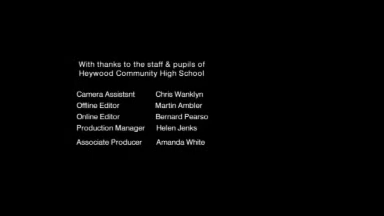 With thanks to the staff & pupils of
Heywood Community High School
Camera Assistant Chris Wanklyn
Offline Editor Martin Ambler
Online Editor Bernard Pearso
Production Manager Helen Jenks
Associate Producer Amanda White